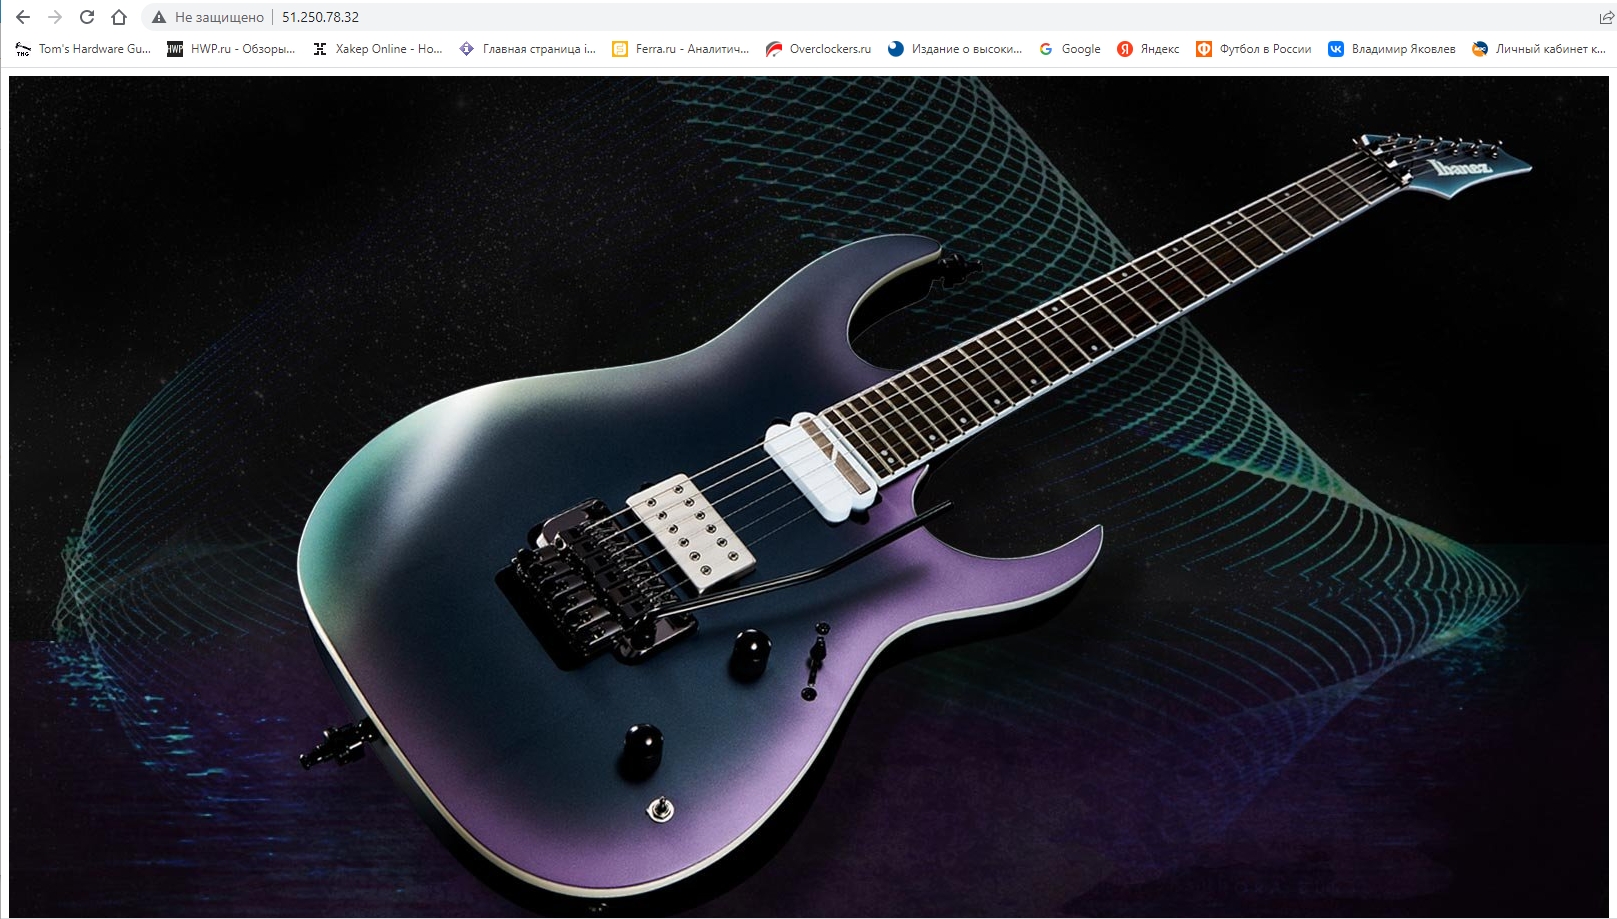 Не защищено 51.250.78.32
Tom's Hardware Gu... HWP.ru - Обзоры... Хакер Online - Но... Главная страница i... Ferra.ru - Аналитич... Overclockers.ru Издание о высоки... Google Яндекс Футбол в России Владимир Яковлев Личный кабинет к...
Ibanez